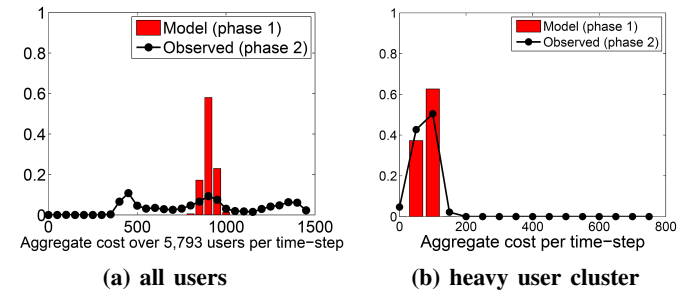 1
0.8
0.6
0.4
0.2
0
0 500 1000 1500
Model (phase 1)
Observed (phase 2)
Aggregate cost over 5,793 users per time−step
(a) all users
1
0.8
0.6
0.4
0.2
0
0 200 400 600 800
Model (phase 1)
Observed (phase 2)
Aggregate cost per time−step
(b) heavy user cluster